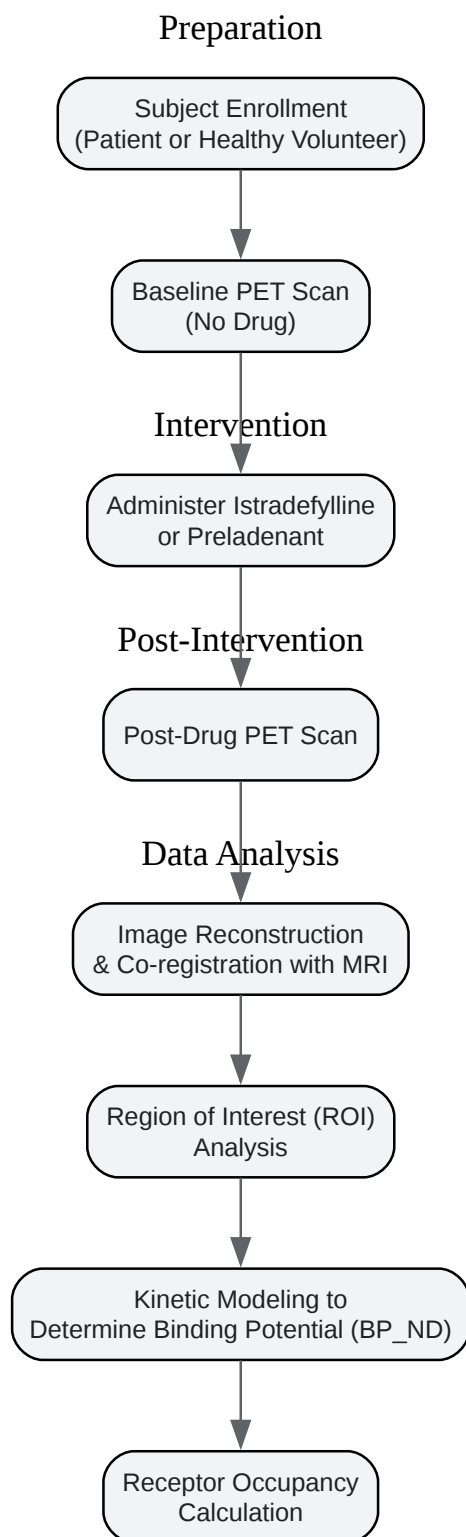 Preparation
Subject Enrollment
(Patient or Healthy Volunteer)
Baseline PET Scan
(No Drug)
Intervention
Administer Istradefylline
or Preladenant
Post-Intervention
Post-Drug PET Scan
Data Analysis
Image Reconstruction
& Co-registration with MRI
Region of Interest (ROI)
Analysis
Kinetic Modeling to
Determine Binding Potential (BP_ND)
Receptor Occupancy
Calculation